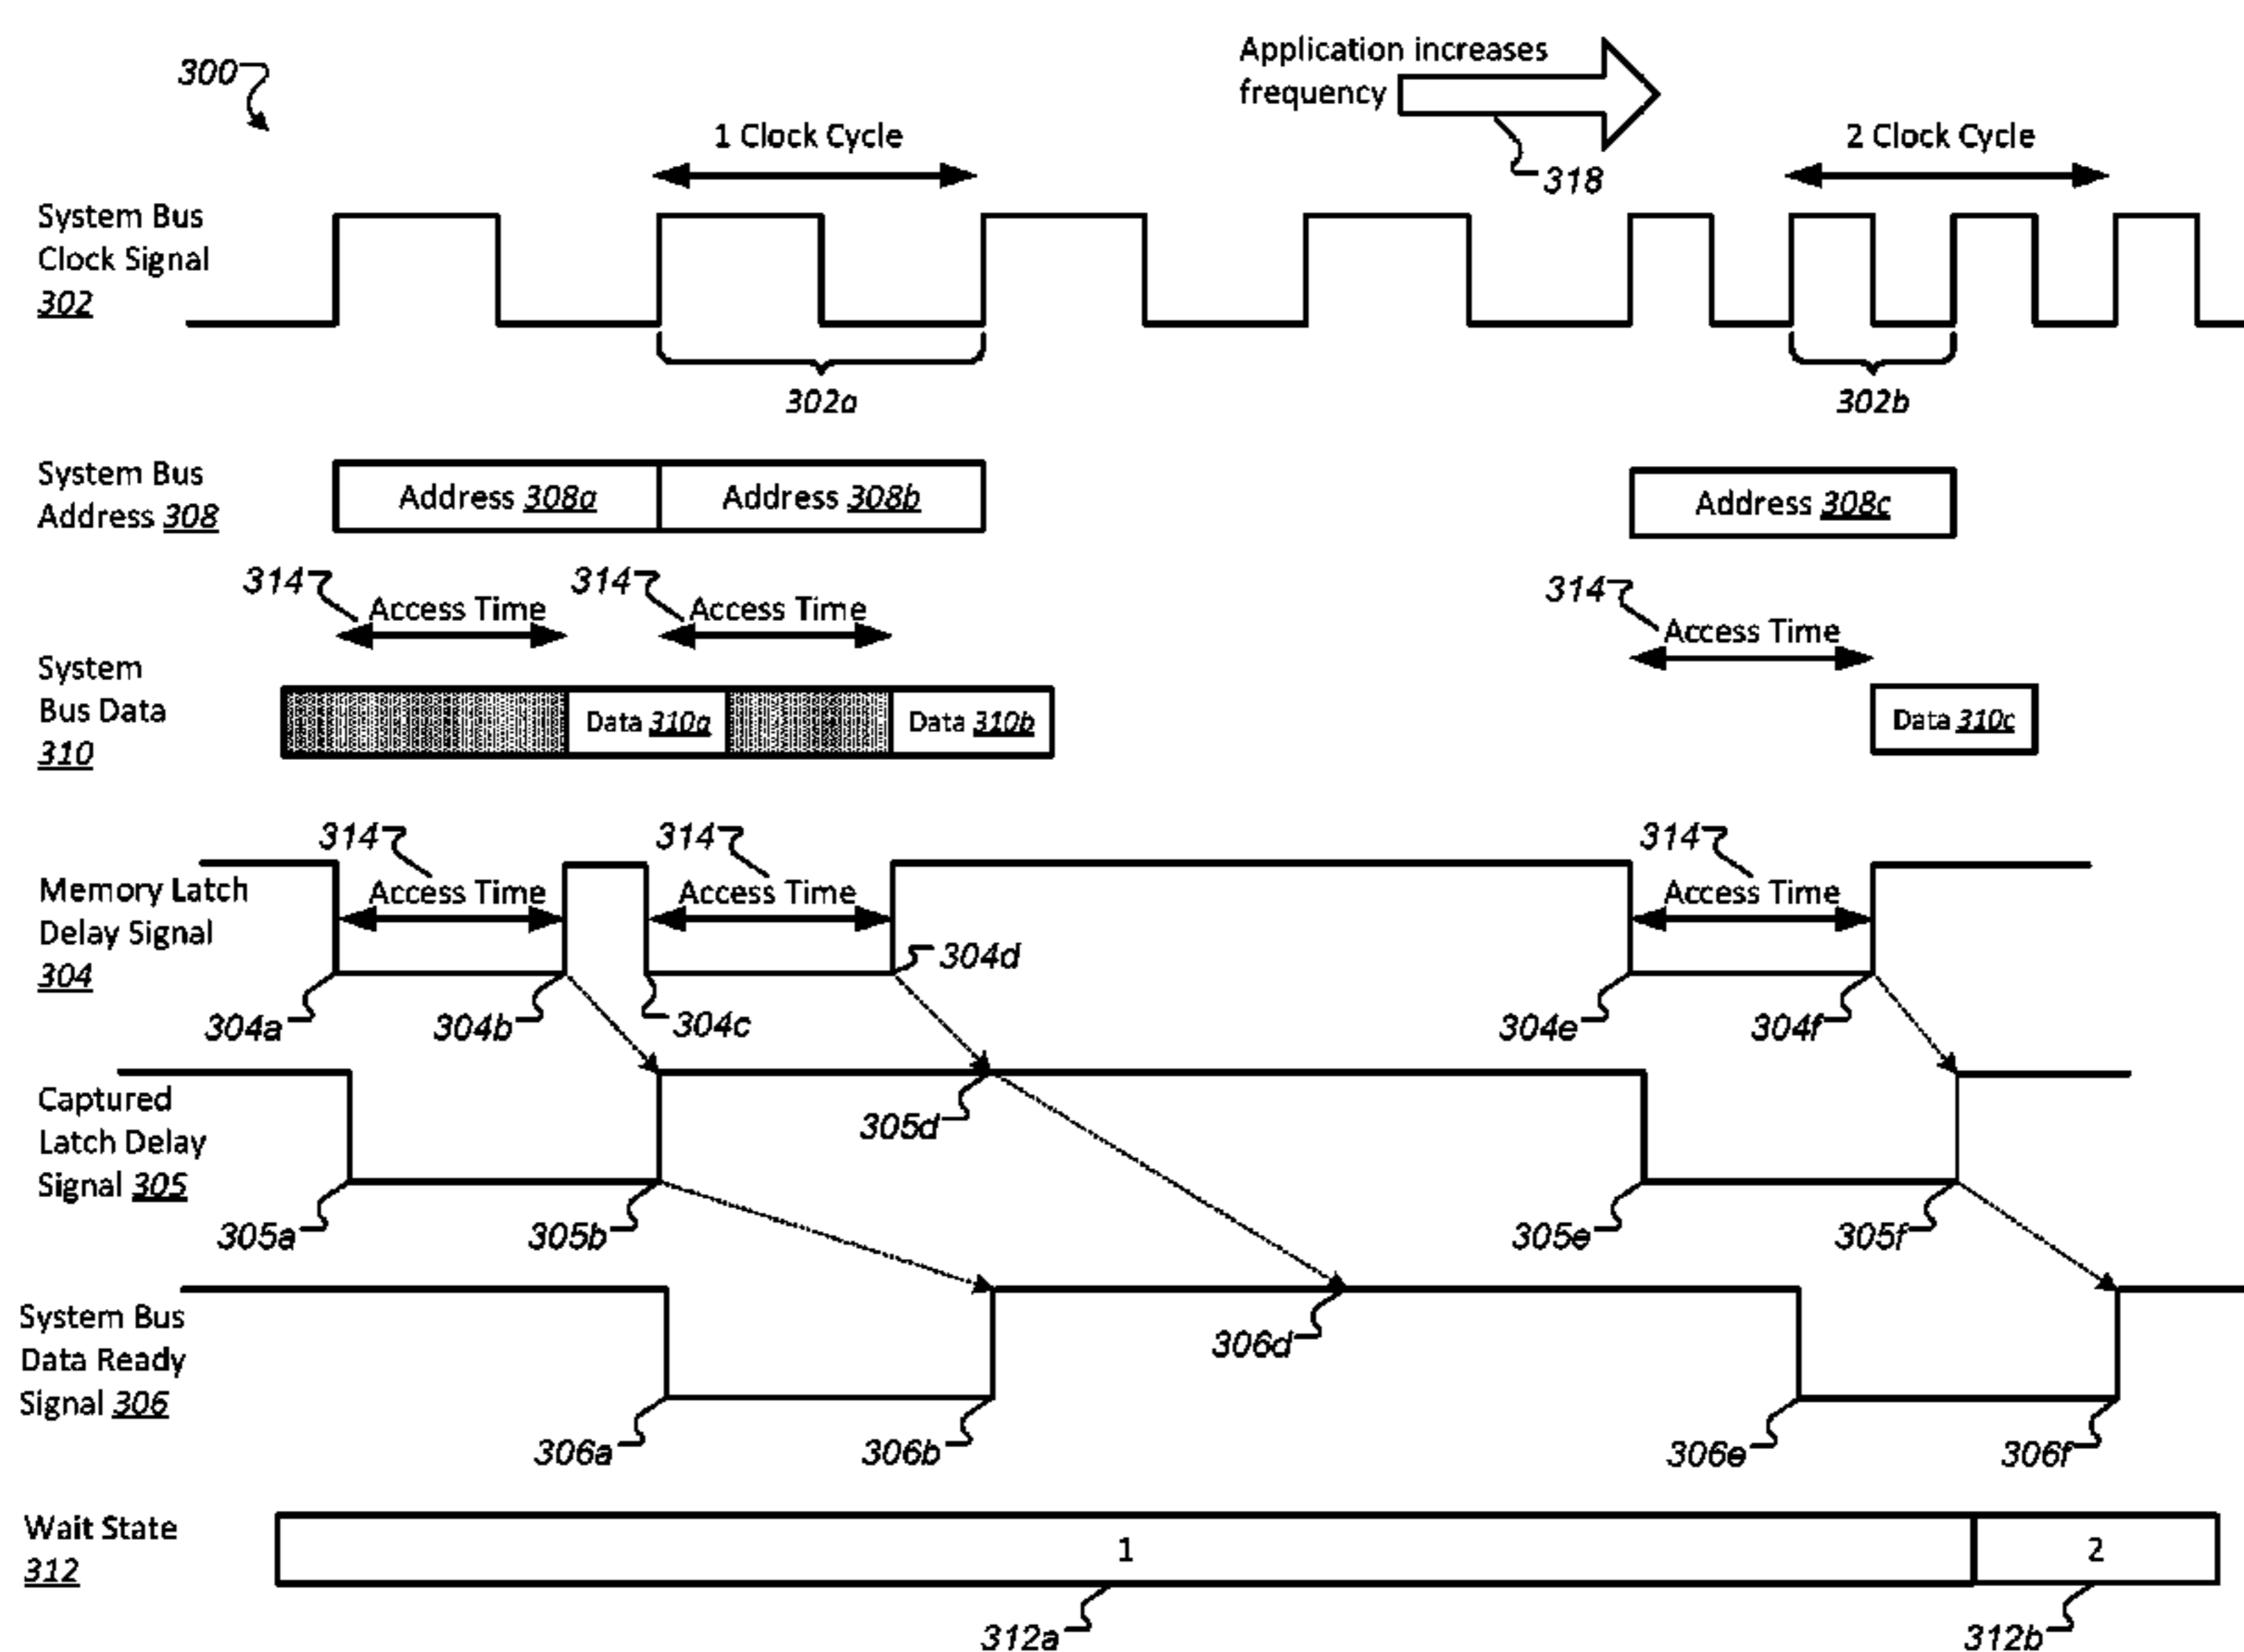 300
Application increases
frequency
318
1 Clock Cycle
2 Clock Cycle
System Bus
Clock Signal
302
302a
302b
System Bus
Address 308
Address 308a
Address 308b
Address 308c
314
314
314
Access Time
Access Time
Access Time
System
Bus Data
310
Data 310a
Data 310b
Data 310c
314
314
314
Memory Latch
Delay Signal
304
Access Time
Access Time
Access Time
304d
304a
304b
304c
304e
304f
Captured
Latch Delay
Signal 305
305d
305a
305b
305e
305f
System Bus
Data Ready
Signal 306
306d
306a
306b
306e
306f
Wait State
312
1
2
312a
312b